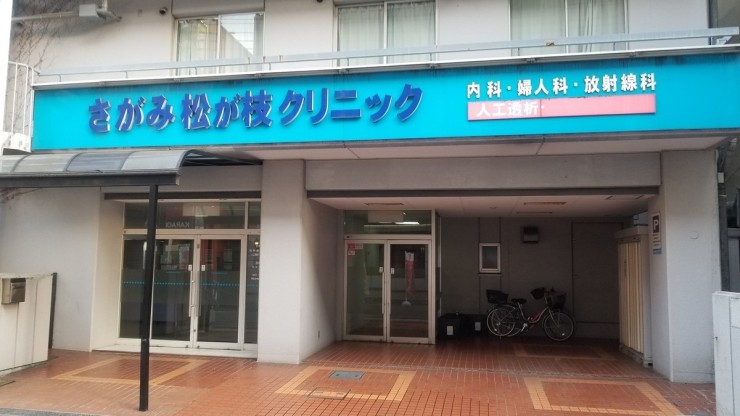 さがみ松が枝クリニック
内科・婦人科・放射線科
人工透析・